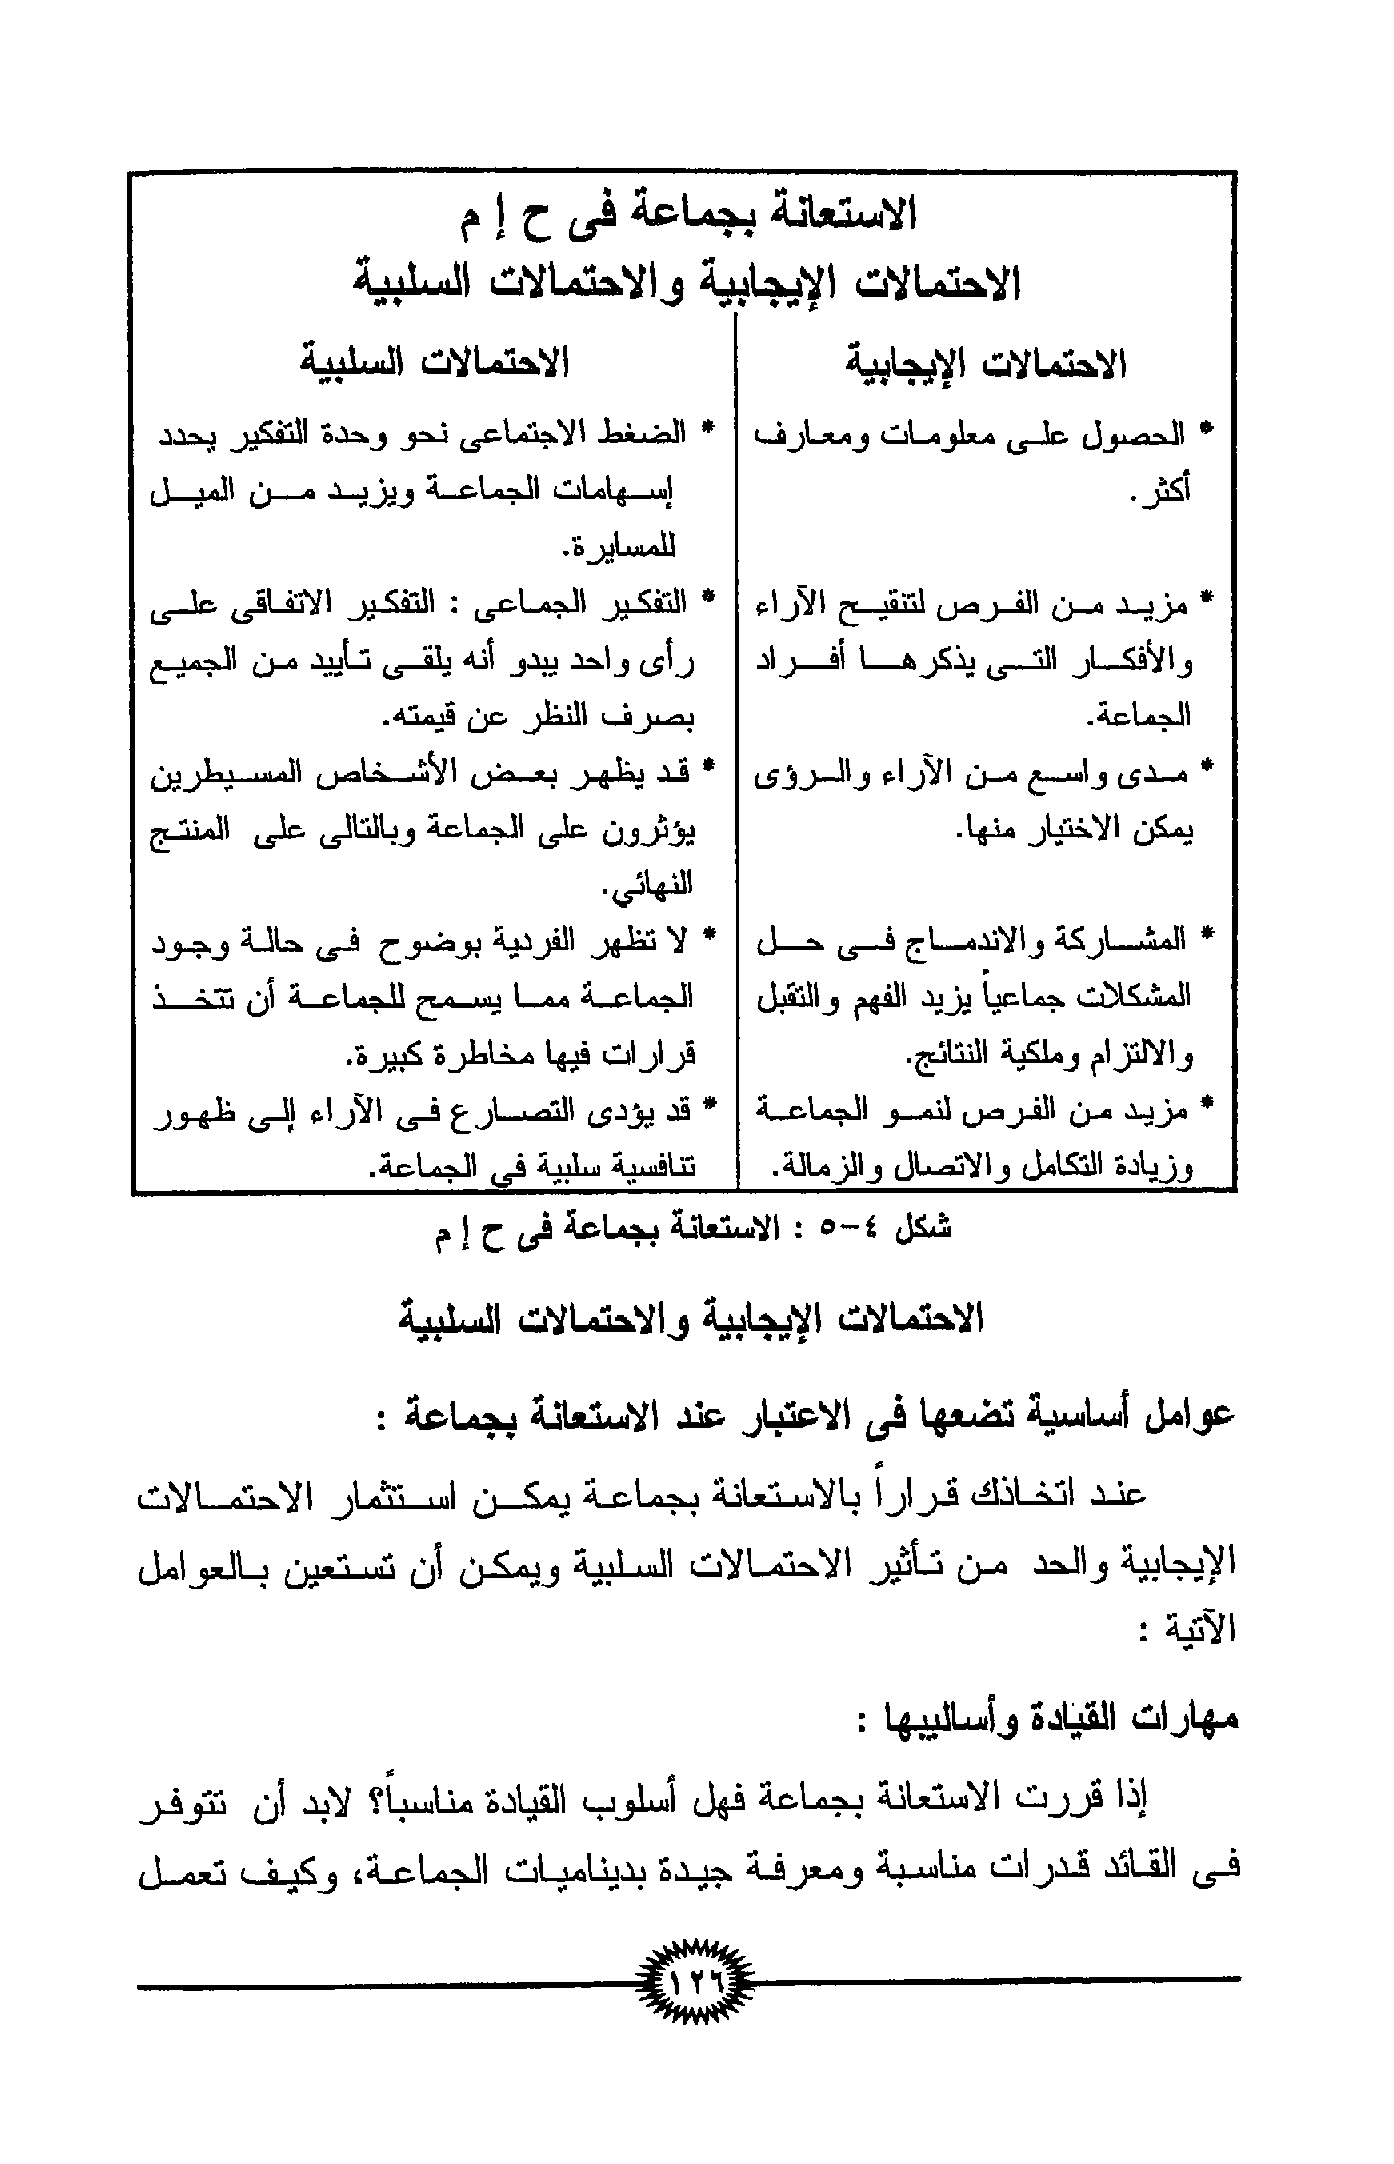 الاستعانة بجماعة فى ح إ م
الاحتمالات الإيجابية والاحتمالات السلبية
الاحتمالات الإيجابية
* الحصول على معلومات ومعارف
أكثر.
* مزيد من الفرص لتنقيح الآراء
والأفكار التى يذكرها أفراد
الجماعة.
* مدى واسع من الآراء والرؤى
يمكن الاختيار منها.
* المشاركة والاندماج فى حل
المشكلات جماعياً يزيد الفهم والتقبل
والالتزام وملكية النتائج.
* مزيد من الفرص لنمو الجماعة
وزيادة التكامل والاتصال والزمالة.
الاحتمالات السلبية
* الضغط الاجتماعى نحو وحدة التفكير يحدد
إسهامات الجماعة ويزيد من الميل
للمسايرة.
* التفكير الجماعى : التفكير الاتفاقى على
رأى واحد يبدو أنه يلقى تأييد من الجميع
بصرف النظر عن قيمته.
* قد يظهر بعض الأشخاص المسيطرين
يؤثرون على الجماعة وبالتالى على المنتج
النهائي.
* لا تظهر الفردية بوضوح فى حالة وجود
الجماعة مما يسمح للجماعة أن تتخذ
قرارات فيها مخاطرة كبيرة.
* قد يؤدى التصارع فى الآراء إلى ظهور
تنافسية سلبية في الجماعة.
شكل ٤-٥ : الاستعانة بجماعة فى ح إ م
الاحتمالات الإيجابية والاحتمالات السلبية
عوامل أساسية تضعها فى الاعتبار عند الاستعانة بجماعة :
عند اتخاذك قراراً بالاستعانة بجماعة يمكن استثمار الاحتمالات
الإيجابية والحد من تأثير الاحتمالات السلبية ويمكن أن تستعين بالعوامل
الآتية :
مهارات القيادة وأساليبها :
إذا قررت الاستعانة بجماعة فهل أسلوب القيادة مناسباً؟ لابد أن تتوفر
فى القائد قدرات مناسبة ومعرفة جيدة بديناميات الجماعة، وكيف تعمل
١٢٦